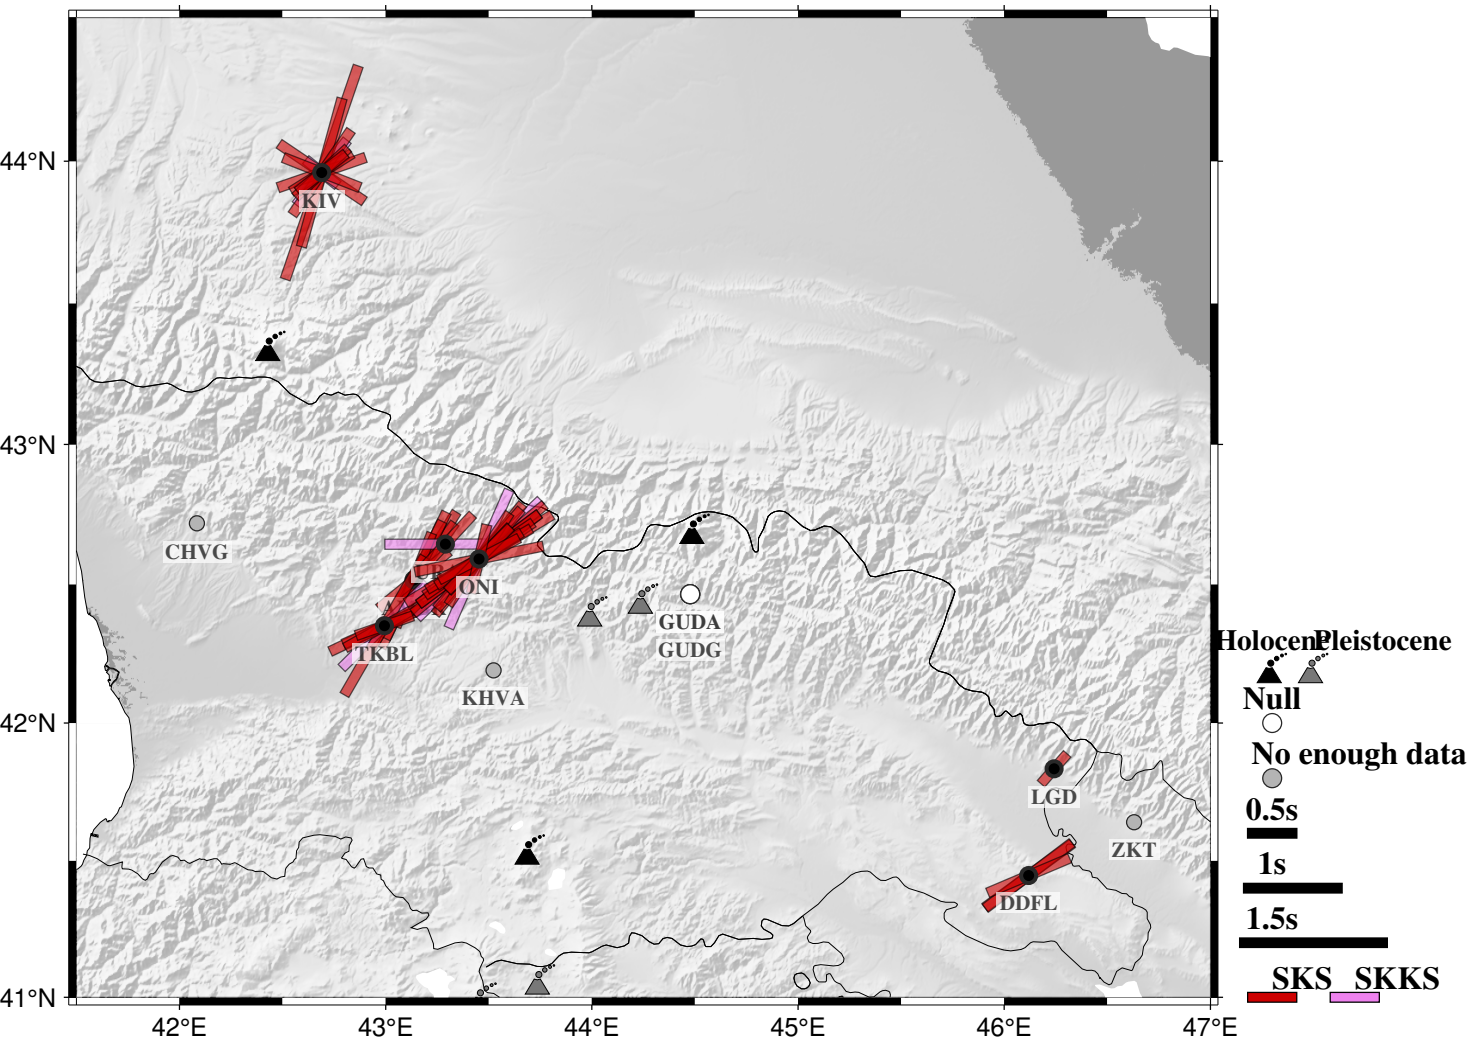 44°N
43°N
42°N
41°N
42°E
43°E
44°E
45°E
46°E
47°E
KIV
CHVG
ONI
TKBL
KHVA
GUDA
GUDG
LGD
ZKT
DDFL
Holocene
Pleistocene
Null
No enough data
0.5s
1s
1.5s
SKS
SKKS